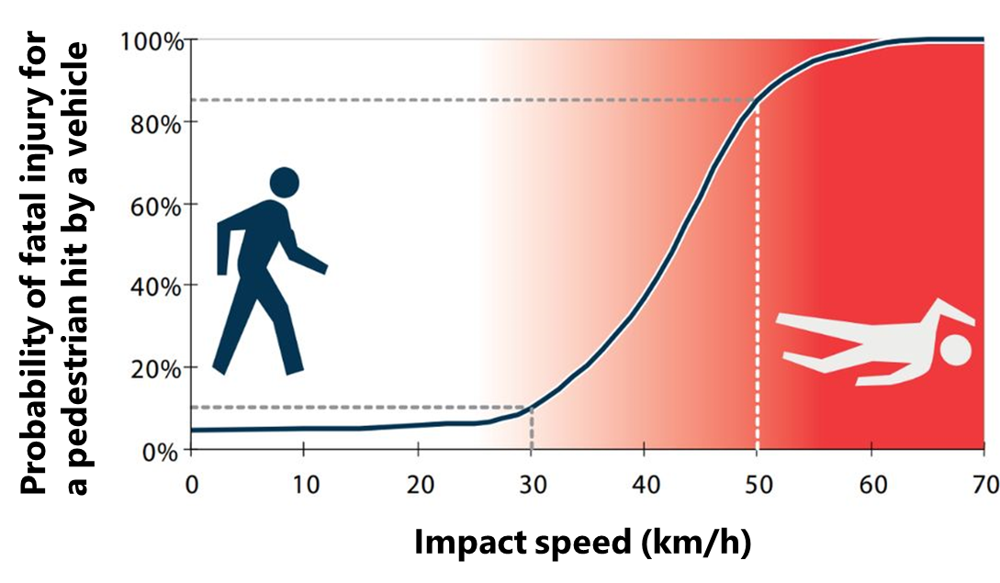 Probability of fatal injury for
a pedestrian hit by a vehicle
100%
80%
60%
40%
20%
0%
0 10 20 30 40 50 60 70
Impact speed (km/h)